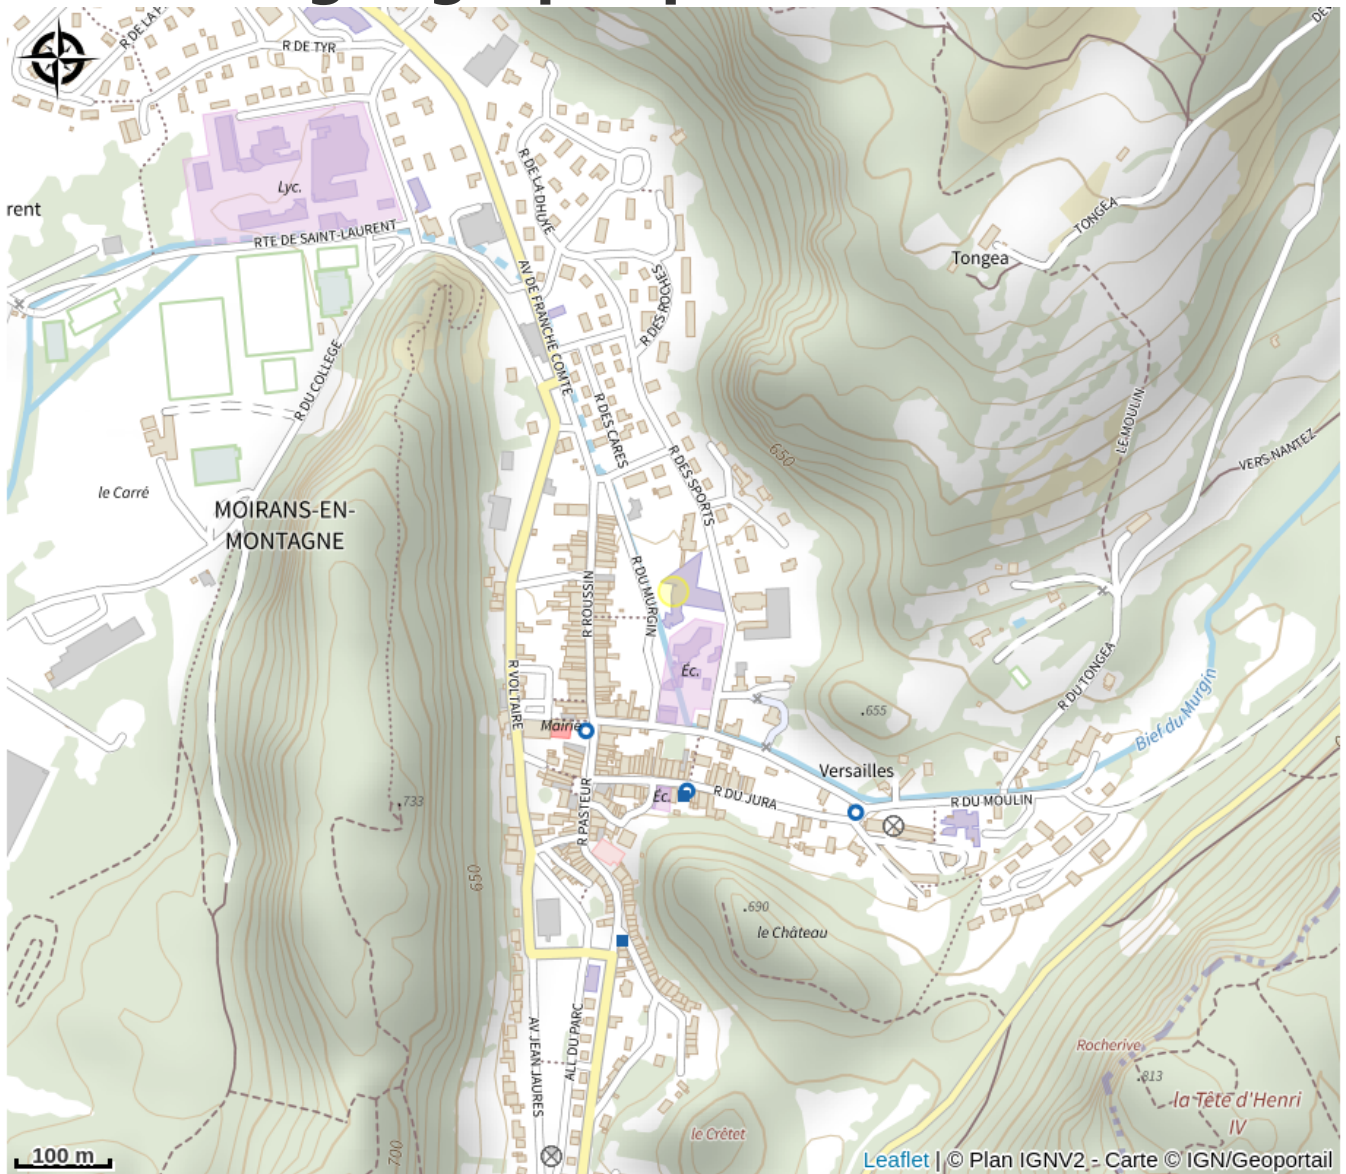 R DE TYR
R DE LA DHUYE
Lyc.
rent
RTE DE SAINT-LAURENT
AV DE FRANCHE COMTE
R DES ROCHES
TONGEA
Tongea
R DU COLLEGE
R DES CARES
LE MOULIN
R DES SPORTS
650
VERS NANTEZ
le Carré
MOIRANS-EN-
MONTAGNE
R ROUSSIN
R DU MURGIN
Éc.
R VOLTAIRE
R DU TONGEA
.655
Bief du Murgin
Mairie
Versailles
.733
R PASTEUR
Éc.
R DU JURA
R DU MOULIN
650
.690
le Château
AV JEAN JAURES
ALL DU PARC
Rocherive
.813
la Tête d'Henri
IV
le Crétet
700
100 m
Leaflet | © Plan IGNV2 - Carte © IGN/Geoportail